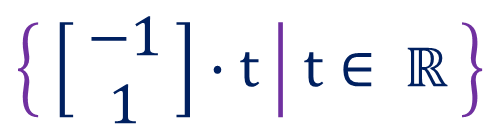 { [ −1
1 ] · t | t ∈ ℝ }